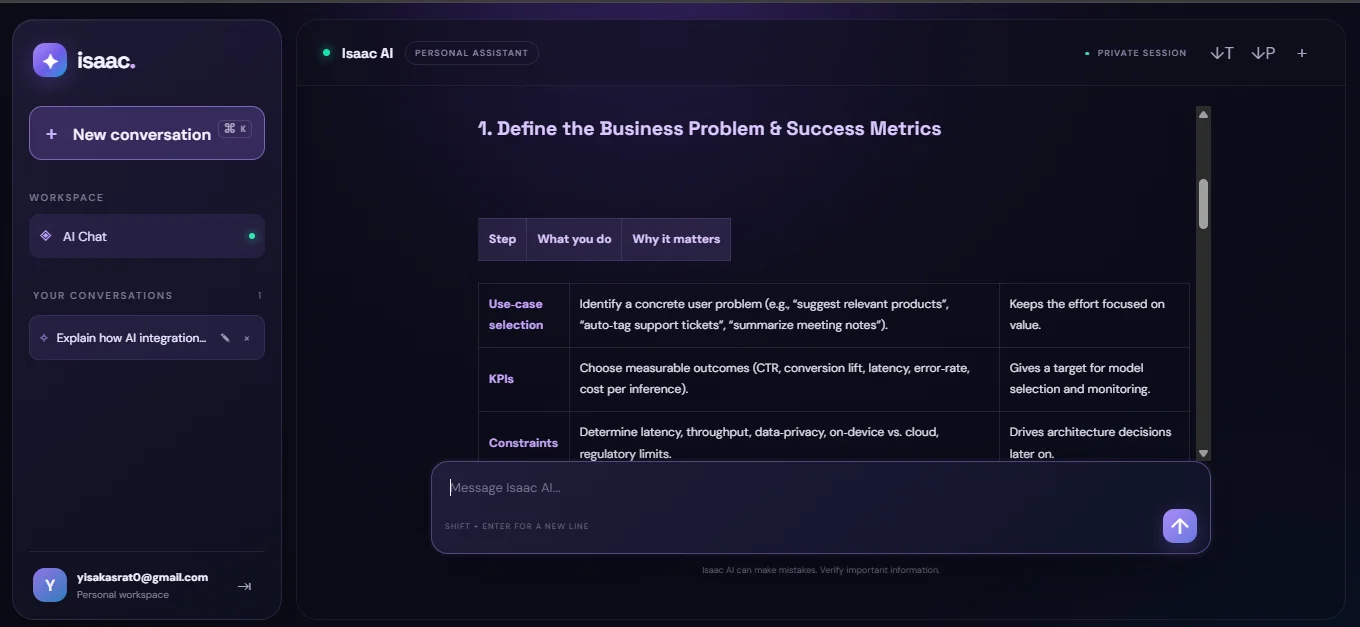 isaac.
+ New conversation ⌘ K
WORKSPACE
AI Chat
YOUR CONVERSATIONS 1
Explain how AI integration...
Y
yisakasrat0@gmail.com
Personal workspace
Isaac AI PERSONAL ASSISTANT
PRIVATE SESSION ↓T ↓P +
1. Define the Business Problem & Success Metrics
Step What you do Why it matters
Use-case Identify a concrete user problem (e.g., “suggest relevant products”, Keeps the effort focused on
selection “auto-tag support tickets”, “summarize meeting notes”). value.
Choose measurable outcomes (CTR, conversion lift, latency, error-rate, Gives a target for model
KPIs
cost per inference). selection and monitoring.
Determine latency, throughput, data-privacy, on-device vs. cloud, Drives architecture decisions
Constraints
regulatory limits. later on.
Message Isaac AI...
SHIFT + ENTER FOR A NEW LINE
Isaac AI can make mistakes. Verify important information.